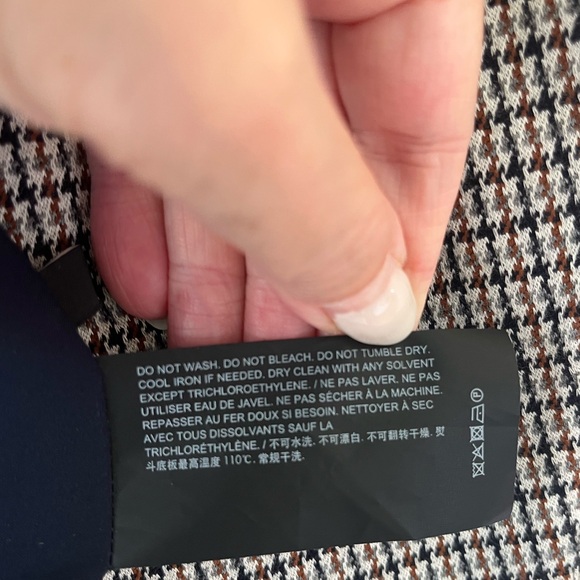 DO NOT WASH. DO NOT BLEACH. DO NOT TUMBLE DRY.
COOL IRON IF NEEDED. DRY CLEAN WITH ANY SOLVENT
EXCEPT TRICHLOROETHYLENE. / NE PAS LAVER. NE PAS
UTILISER EAU DE JAVEL. NE PAS SÉCHER À LA MACHINE.
REPASSER AU FER DOUX SI BESOIN. NETTOYER À SEC
AVEC TOUS DISSOLVANTS SAUF LA
TRICHLORÉTHYLÈNE. / 不可水洗. 不可漂白. 不可翻转干燥. 熨
斗底板最高温度 110℃. 常规干洗.
P